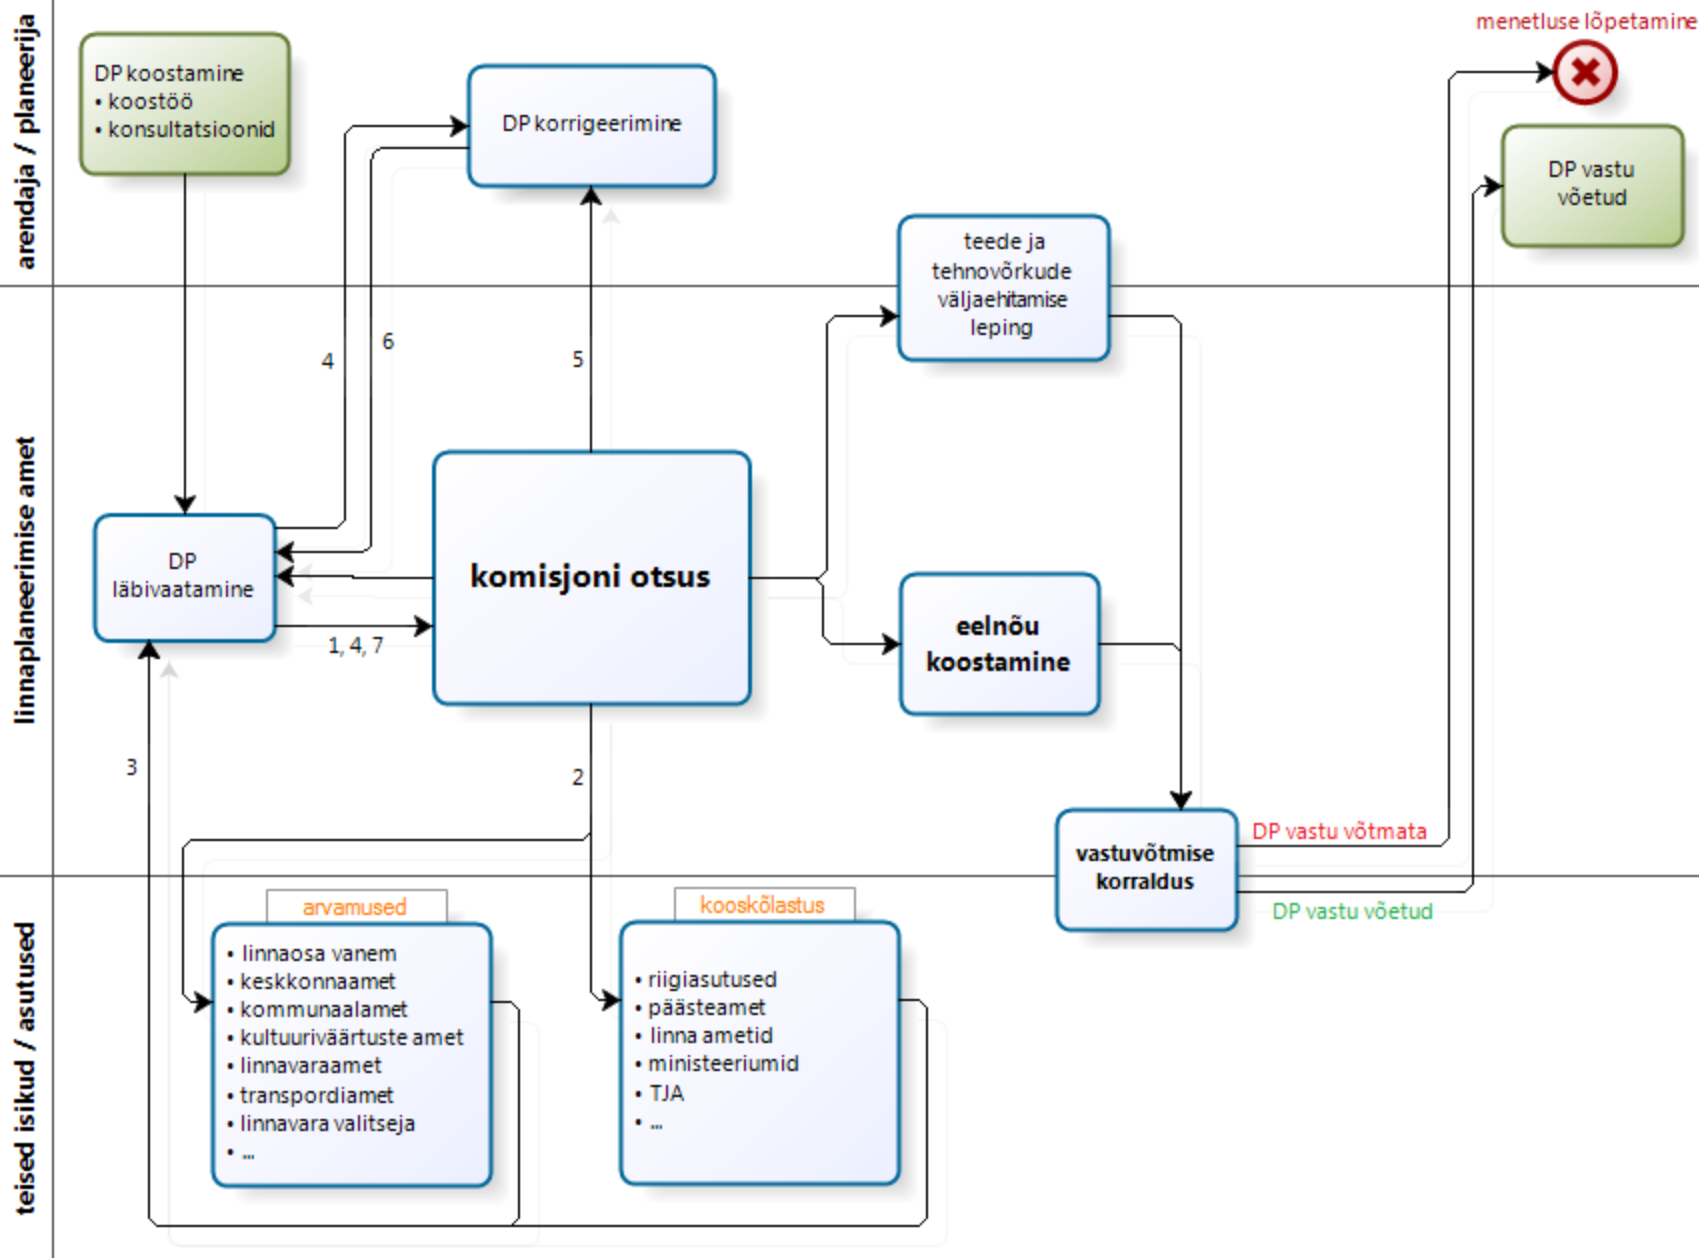 arendaja / planeerija
DP koostamine
• koostöö
• konsultatsioonid
DP korrigeerimine
menetluse lõpetamine
DP vastu
võetud
teede ja
tehnovõrkude
väljaehitamise
leping
linnaplaneerimise amet
4
6
5
DP
läbivaatamine
1, 4, 7
komisjoni otsus
eelnõu
koostamine
3
2
vastuvõtmise
korraldus
DP vastu võtmata
DP vastu võetud
teised isikud / asutused
arvamused
• linnaosa vanem
• keskkonnaamet
• kommunaalamet
• kultuuriväärtuste amet
• linnavaraamet
• transpordiamet
• linnavara valitseja
• ...
kooskõlastus
• riigiasutused
• päästeamet
• linna ametid
• ministeeriumid
• TJA
• ...